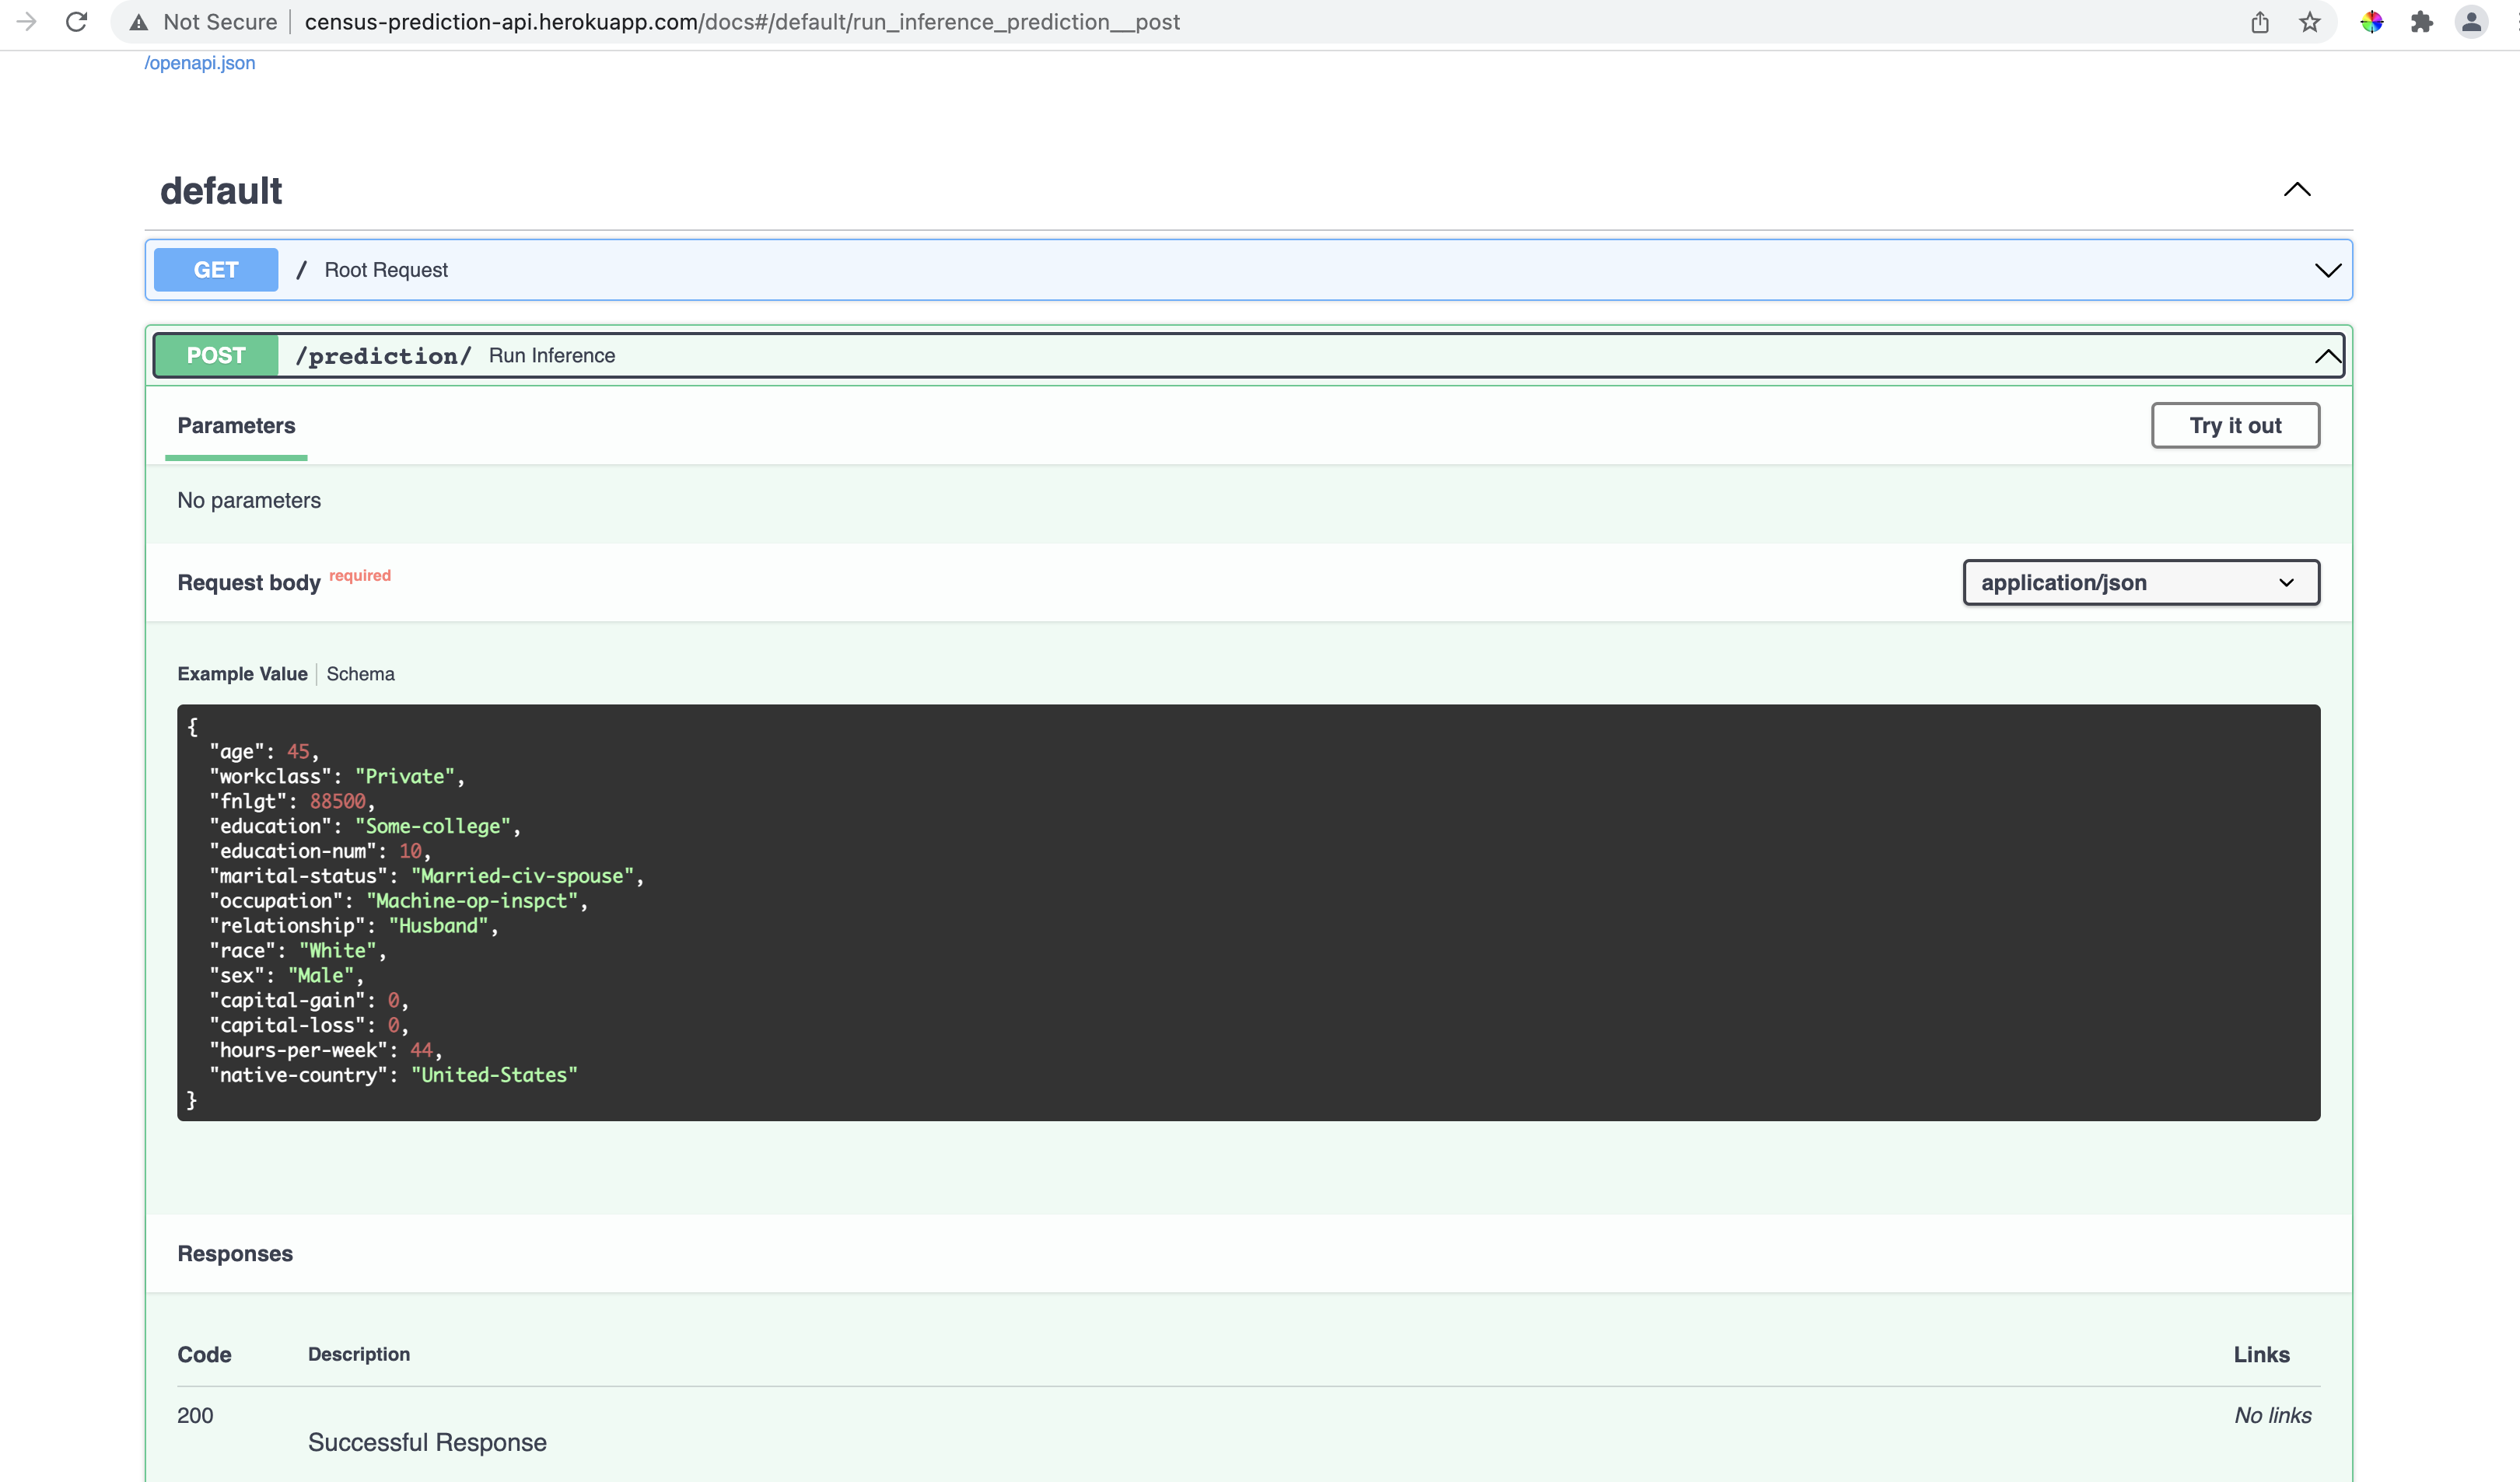 Not Secure census-prediction-api.herokuapp.com/docs#/default/run_inference_prediction__post
/openapi.json
default
GET / Root Request
POST /prediction/ Run Inference
Parameters Try it out
No parameters
Request body required application/json
Example Value Schema
{
"age": 45,
"workclass": "Private",
"fnlgt": 88500,
"education": "Some-college",
"education-num": 10,
"marital-status": "Married-civ-spouse",
"occupation": "Machine-op-inspct",
"relationship": "Husband",
"race": "White",
"sex": "Male",
"capital-gain": 0,
"capital-loss": 0,
"hours-per-week": 44,
"native-country": "United-States"
}
Responses
Code Description Links
200 No links
Successful Response